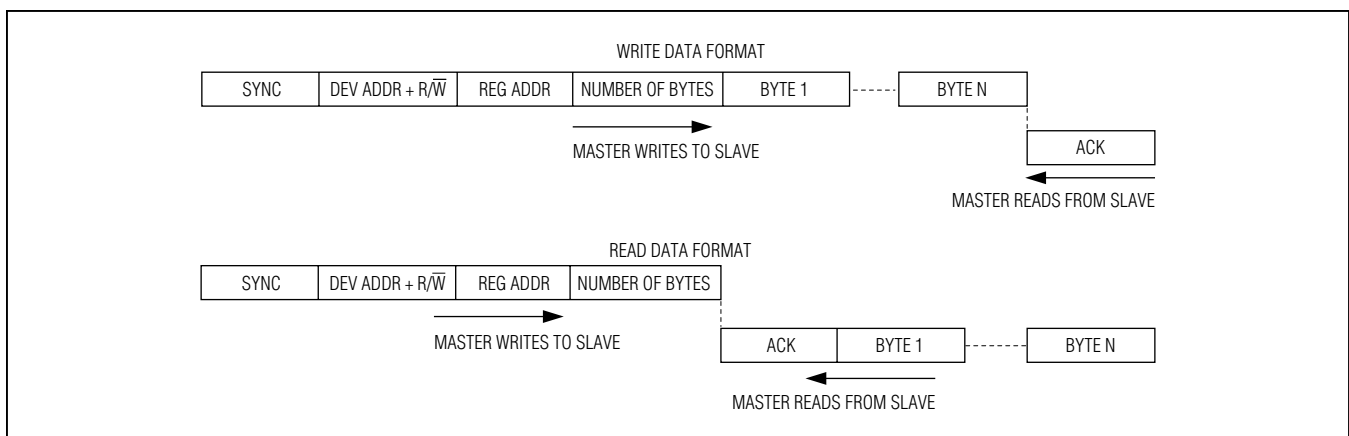 WRITE DATA FORMAT
SYNC DEV ADDR + R/W̅ REG ADDR NUMBER OF BYTES BYTE 1 BYTE N
MASTER WRITES TO SLAVE
ACK
MASTER READS FROM SLAVE
READ DATA FORMAT
SYNC DEV ADDR + R/W̅ REG ADDR NUMBER OF BYTES
MASTER WRITES TO SLAVE
ACK BYTE 1 BYTE N
MASTER READS FROM SLAVE